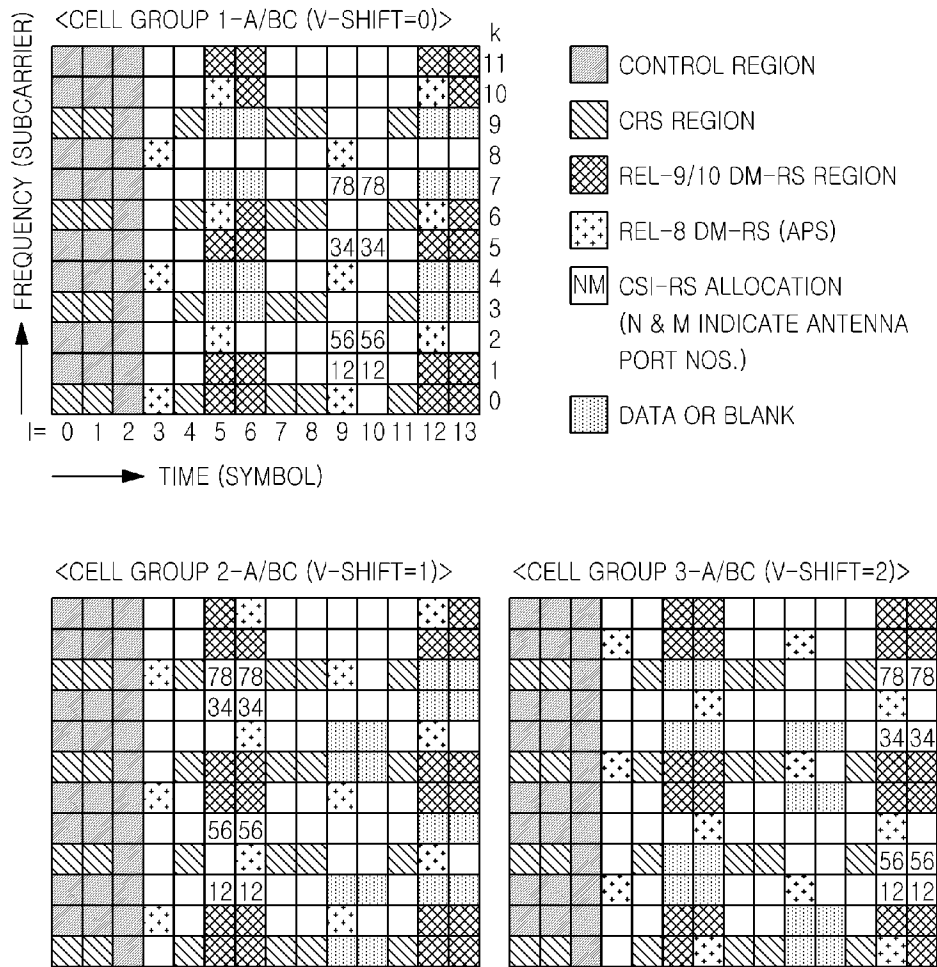 <CELL GROUP 1-A/BC (V-SHIFT=0)>
k
FREQUENCY (SUBCARRIER)
11
10
9
8
78 78 7
6
34 34 5
4
3
56 56 2
12 12 1
0
l= 0 1 2 3 4 5 6 7 8 9 10 11 12 13
TIME (SYMBOL)
CONTROL REGION
CRS REGION
REL-9/10 DM-RS REGION
REL-8 DM-RS (APS)
NM CSI-RS ALLOCATION
(N & M INDICATE ANTENNA
PORT NOS.)
DATA OR BLANK
<CELL GROUP 2-A/BC (V-SHIFT=1)>
78 78
34 34
56 56
12 12
<CELL GROUP 3-A/BC (V-SHIFT=2)>
78 78
34 34
56 56
12 12